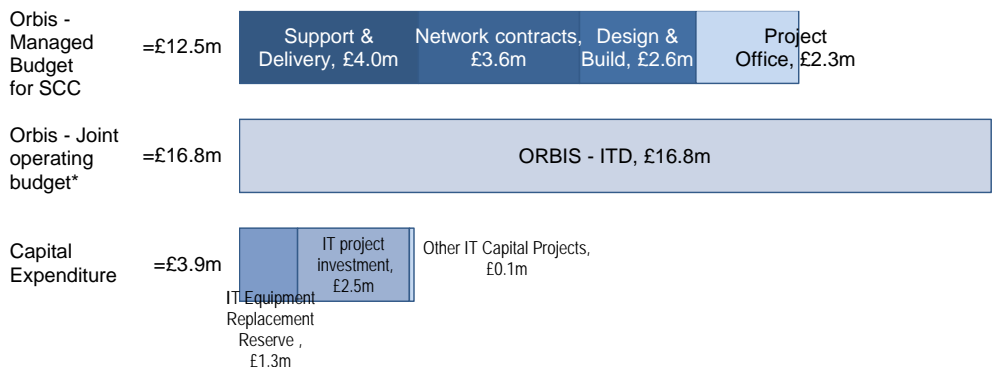 Orbis -
Managed
Budget
for SCC
=£12.5m
Support &
Delivery, £4.0m
Network contracts,
£3.6m
Design &
Build, £2.6m
Project
Office, £2.3m
Orbis - Joint
operating
budget*
=£16.8m
ORBIS - ITD, £16.8m
Capital
Expenditure
=£3.9m
IT project
investment,
£2.5m
Other IT Capital Projects,
£0.1m
IT Equipment
Replacement
Reserve ,
£1.3m